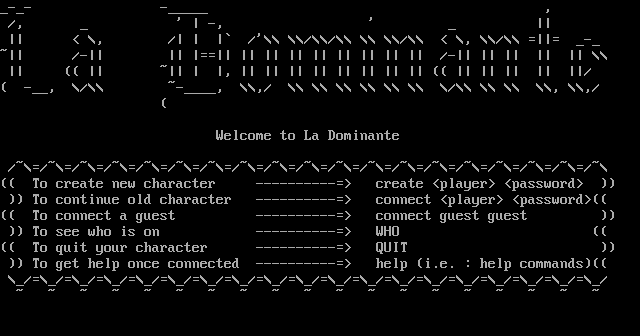 La Dominante
Welcome to La Dominante
To create new character ----------=> create <player> <password>
To continue old character ----------=> connect <player> <password>
To connect a guest ----------=> connect guest guest
To see who is on ----------=> WHO
To quit your character ----------=> QUIT
To get help once connected ----------=> help (i.e. : help commands)